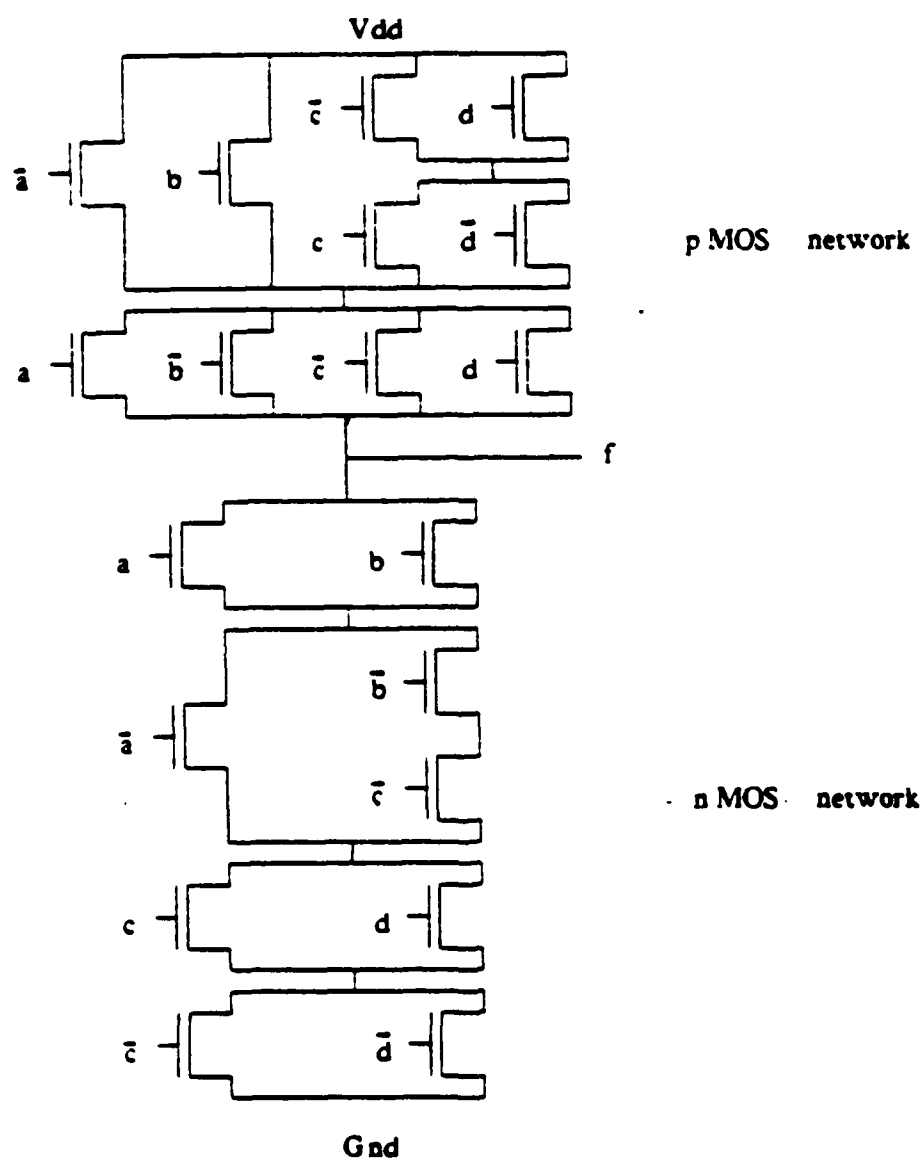 Vdd
c̄ d
ā b
c d̄
p MOS network
a b̄ c̄ d
f
a b
b̄
ā
c̄
n MOS network
c d
c̄ d̄
Gnd